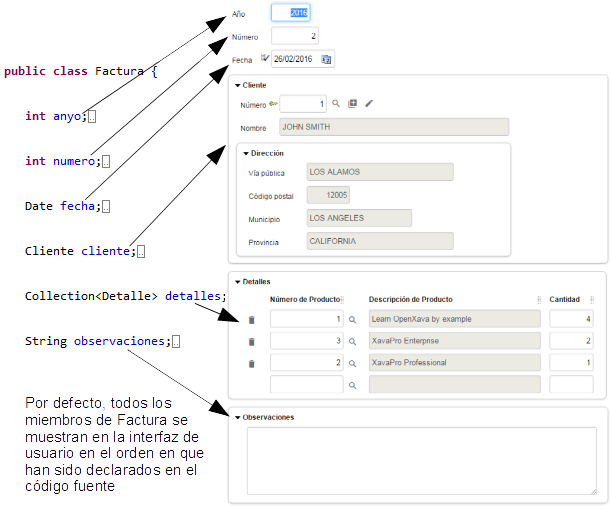 public class Factura {
int anyo;
int numero;
Date fecha;
Cliente cliente;
Collection<Detalle> detalles;
String observaciones;
Por defecto, todos los
miembros de Factura se
muestran en la interfaz de
usuario en el orden en que
han sido declarados en el
código fuente
Año 2016
Número 2
Fecha 26/02/2016
Cliente
Número 1
Nombre JOHN SMITH
Dirección
Vía pública LOS ALAMOS
Código postal 12005
Municipio LOS ANGELES
Provincia CALIFORNIA
Detalles
Número de Producto Descripción de Producto Cantidad
1 Learn OpenXava by example 4
3 XavaPro Enterprise 2
2 XavaPro Professional 1
Observaciones